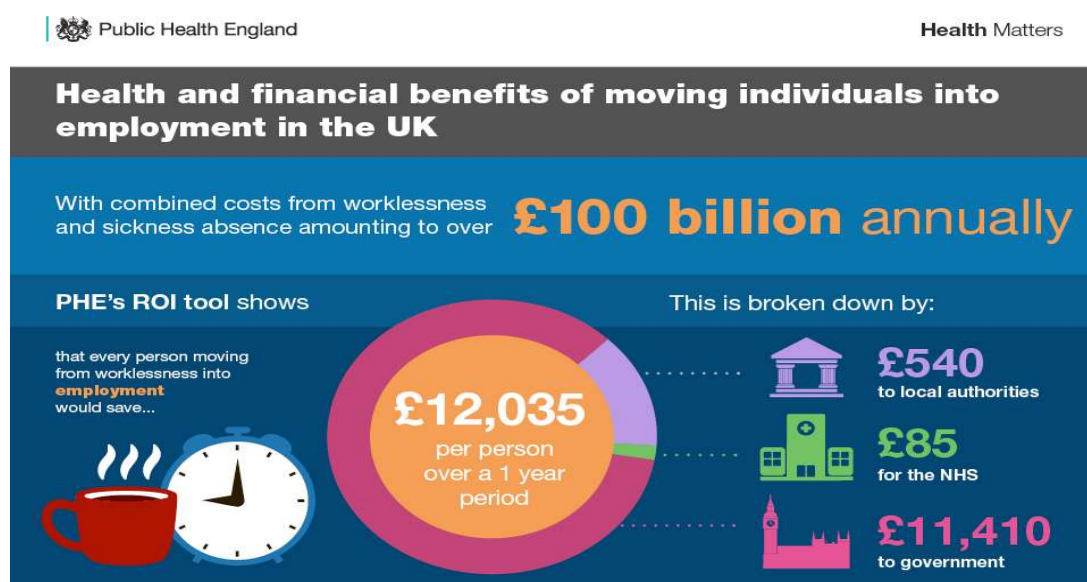 Public Health England
Health Matters
Health and financial benefits of moving individuals into
employment in the UK
With combined costs from worklessness
and sickness absence amounting to over
£100 billion annually
PHE's ROI tool shows
This is broken down by:
that every person moving
from worklessness into
employment
would save...
£12,035
per person
over a 1 year
period
£540
to local authorities
£85
for the NHS
£11,410
to government